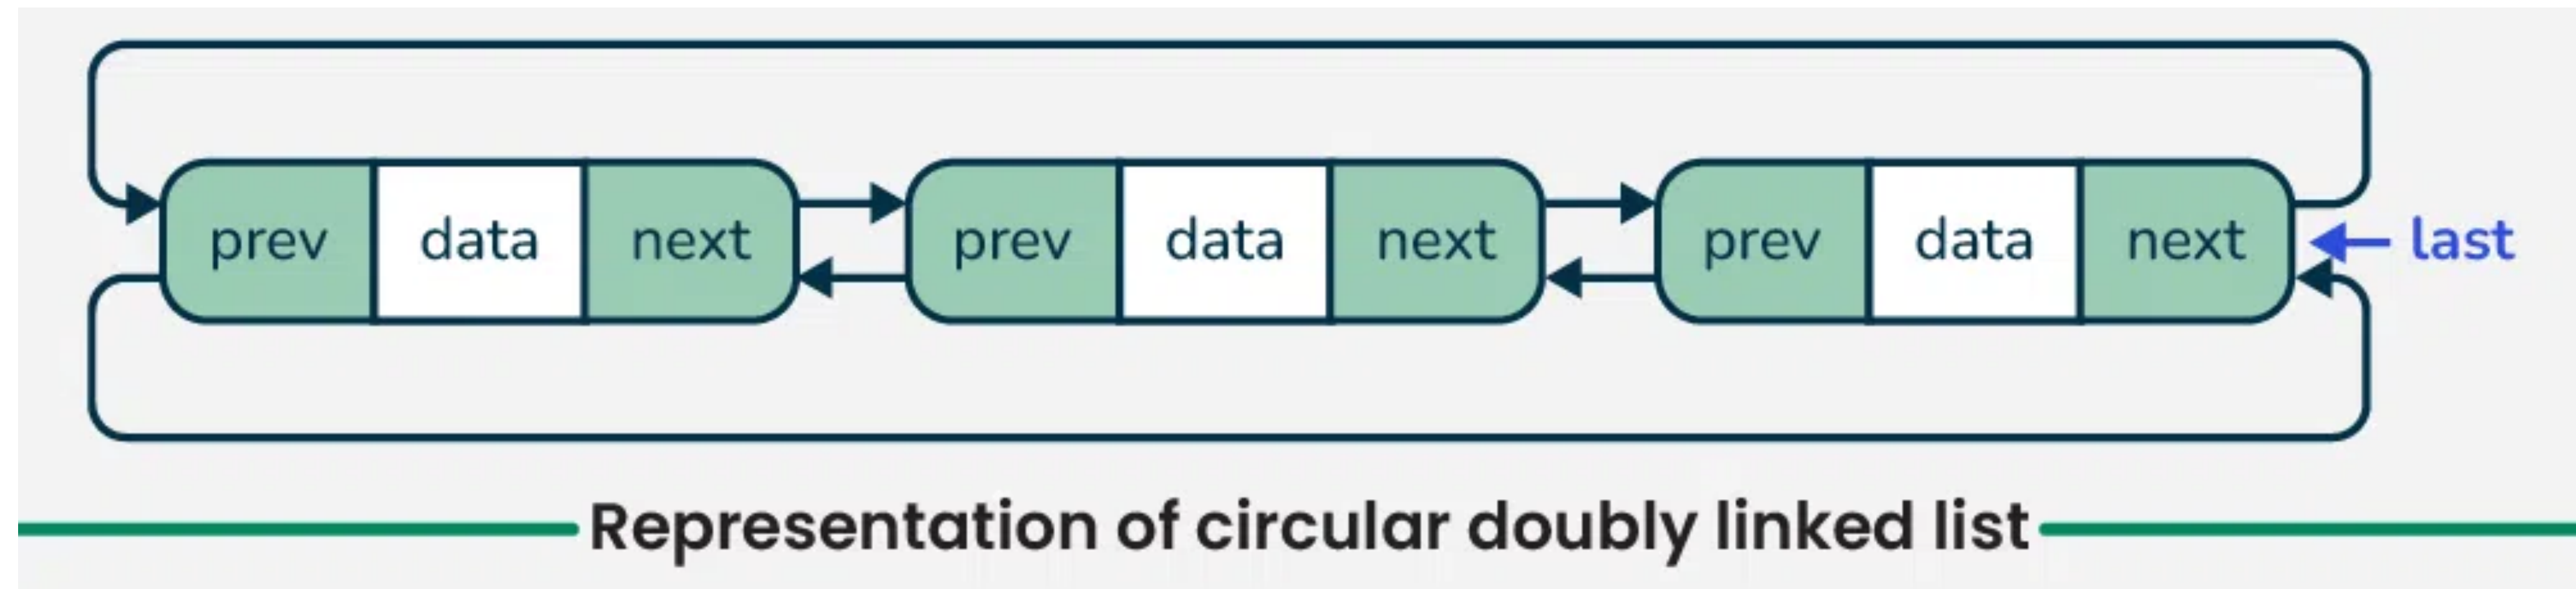 prev data next prev data next prev data next last
Representation of circular doubly linked list